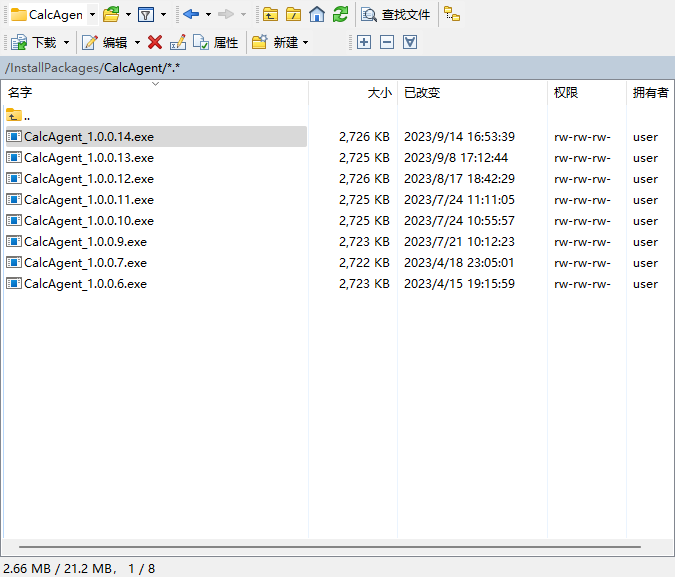 CalcAgen
查找文件
下载 编辑 属性 新建
/InstallPackages/CalcAgent/*.*
名字 大小 已改变 权限 拥有者
..
CalcAgent_1.0.0.14.exe 2,726 KB 2023/9/14 16:53:39 rw-rw-rw- user
CalcAgent_1.0.0.13.exe 2,725 KB 2023/9/8 17:12:44 rw-rw-rw- user
CalcAgent_1.0.0.12.exe 2,726 KB 2023/8/17 18:42:29 rw-rw-rw- user
CalcAgent_1.0.0.11.exe 2,725 KB 2023/7/24 11:11:05 rw-rw-rw- user
CalcAgent_1.0.0.10.exe 2,725 KB 2023/7/24 10:55:57 rw-rw-rw- user
CalcAgent_1.0.0.9.exe 2,723 KB 2023/7/21 10:12:23 rw-rw-rw- user
CalcAgent_1.0.0.7.exe 2,722 KB 2023/4/18 23:05:01 rw-rw-rw- user
CalcAgent_1.0.0.6.exe 2,723 KB 2023/4/15 19:15:59 rw-rw-rw- user
2.66 MB / 21.2 MB， 1 / 8